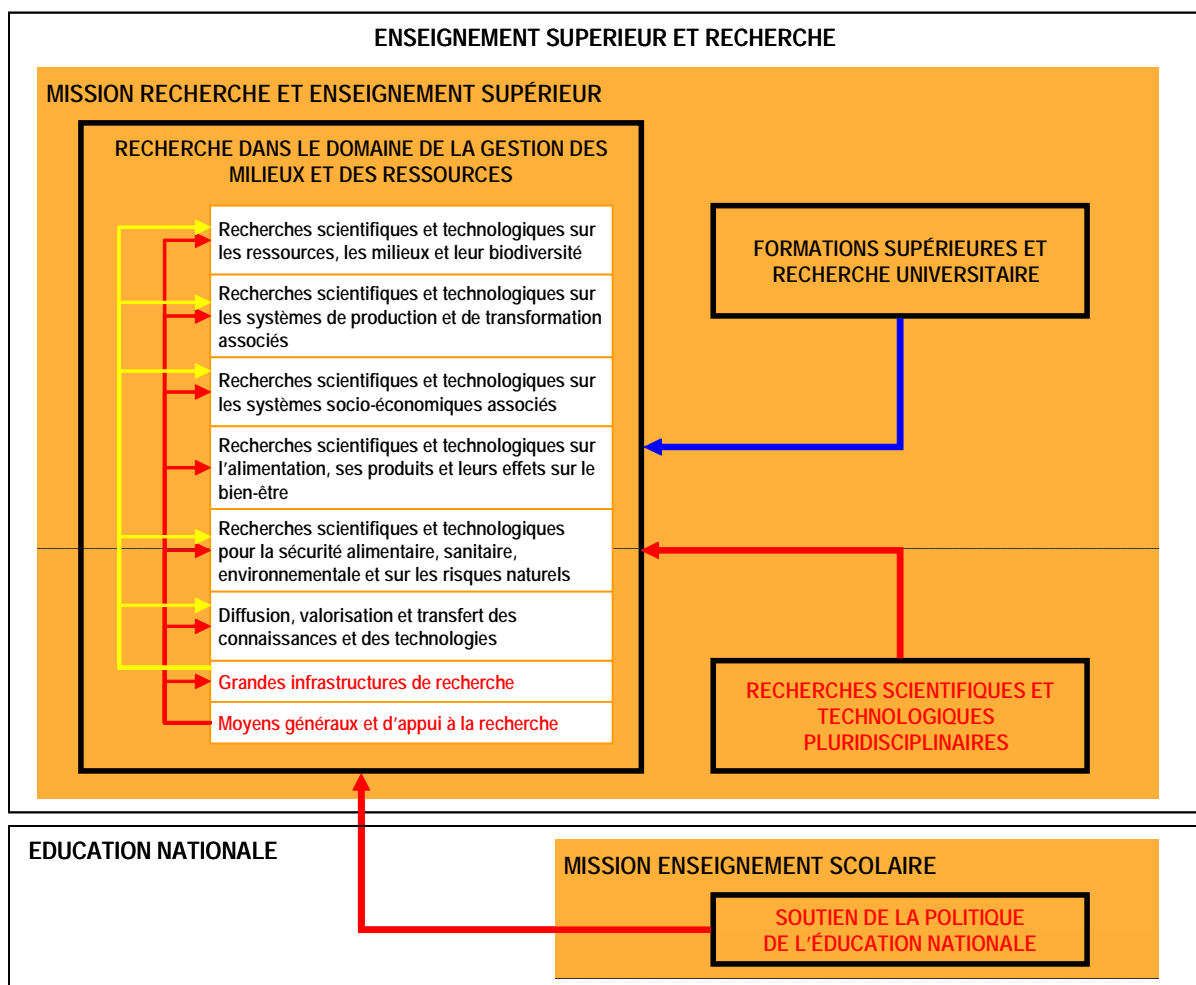 ENSEIGNEMENT SUPERIEUR ET RECHERCHE
MISSION RECHERCHE ET ENSEIGNEMENT SUPÉRIEUR
RECHERCHE DANS LE DOMAINE DE LA GESTION DES
MILIEUX ET DES RESSOURCES
Recherches scientifiques et technologiques sur
les ressources, les milieux et leur biodiversité
Recherches scientifiques et technologiques sur
les systèmes de production et de transformation
associés
Recherches scientifiques et technologiques sur
les systèmes socio-économiques associés
Recherches scientifiques et technologiques sur
l'alimentation, ses produits et leurs effets sur le
bien-être
Recherches scientifiques et technologiques
pour la sécurité alimentaire, sanitaire,
environnementale et sur les risques naturels
Diffusion, valorisation et transfert des
connaissances et des technologies
Grandes infrastructures de recherche
Moyens généraux et d'appui à la recherche
FORMATIONS SUPÉRIEURES ET
RECHERCHE UNIVERSITAIRE
RECHERCHES SCIENTIFIQUES ET
TECHNOLOGIQUES
PLURIDISCIPLINAIRES
EDUCATION NATIONALE
MISSION ENSEIGNEMENT SCOLAIRE
SOUTIEN DE LA POLITIQUE
DE L'ÉDUCATION NATIONALE